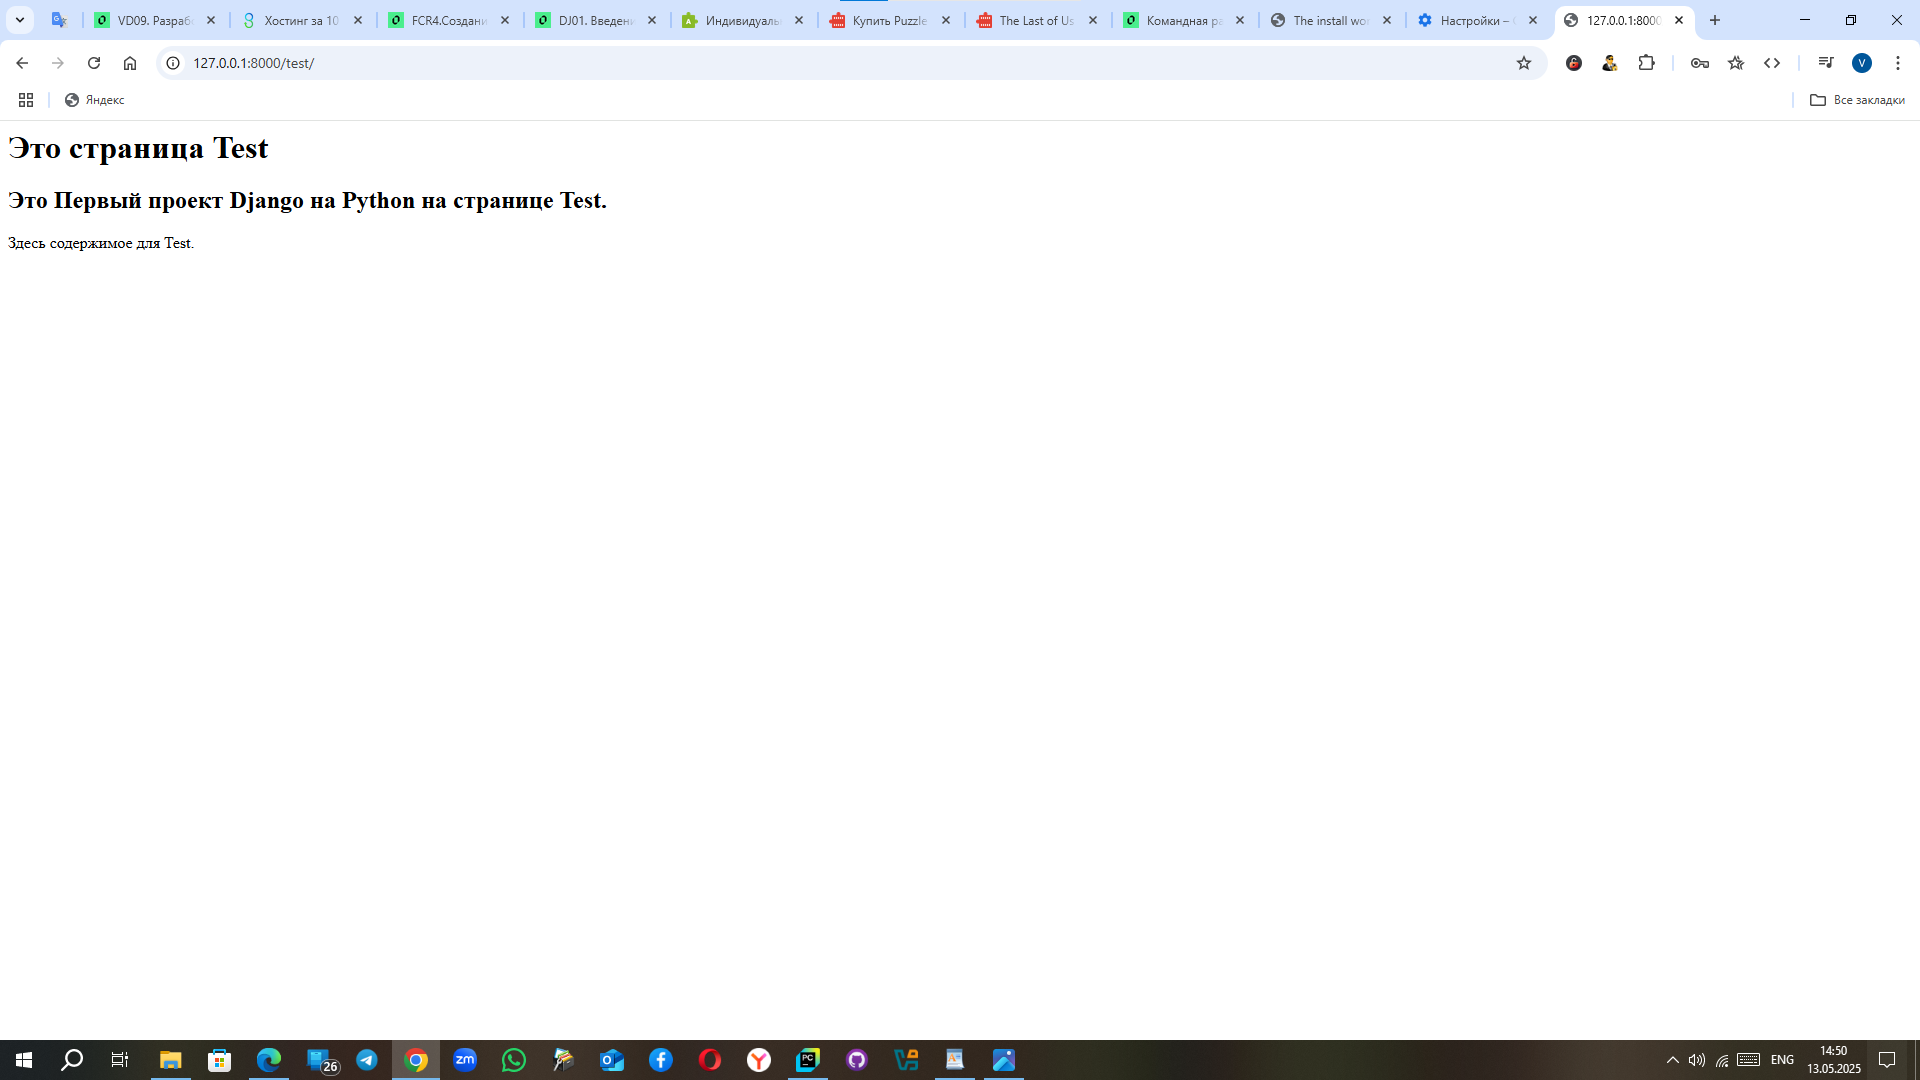 VD09. Разраб
Хостинг за 10
FCR4.Создани
DJ01. Введени
Индивидуаль
Купить Puzzle
The Last of Us
Командная ра
The install wor
Настройки –
127.0.0.1:8000
127.0.0.1:8000/test/
V
Яндекс
Все закладки
Это страница Test
Это Первый проект Django на Python на странице Test.
Здесь содержимое для Test.
26
zm
PC
ENG
14:50
13.05.2025